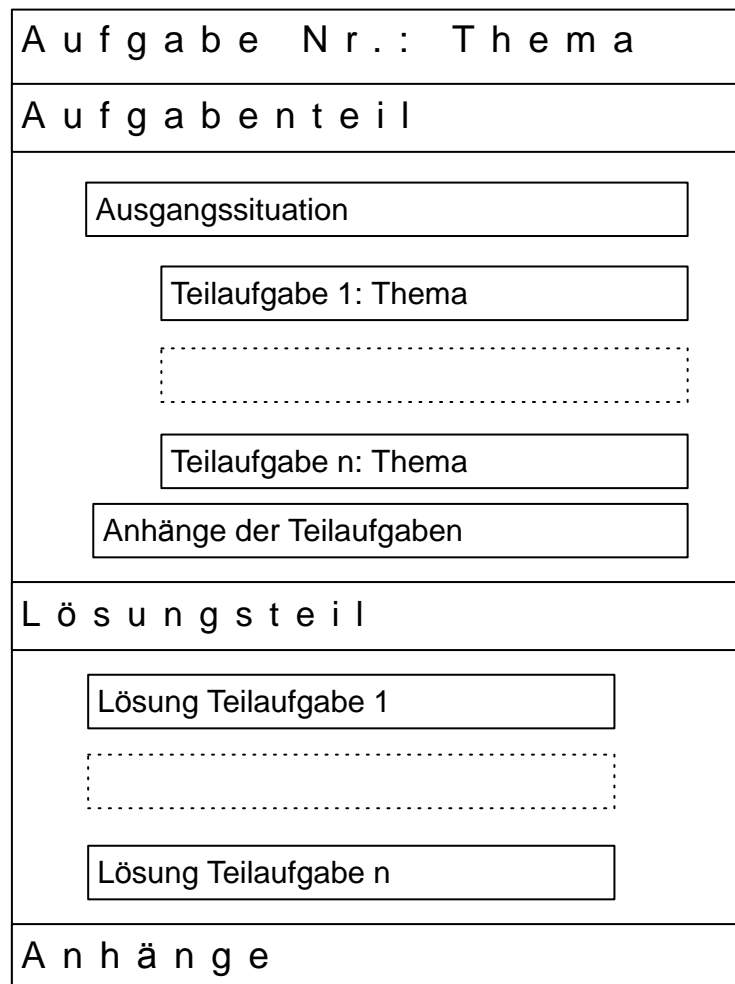 Aufgabe Nr.: Thema
Aufgabenteil
Ausgangssituation
Teilaufgabe 1: Thema
Teilaufgabe n: Thema
Anhänge der Teilaufgaben
Lösungsteil
Lösung Teilaufgabe 1
Lösung Teilaufgabe n
Anhänge